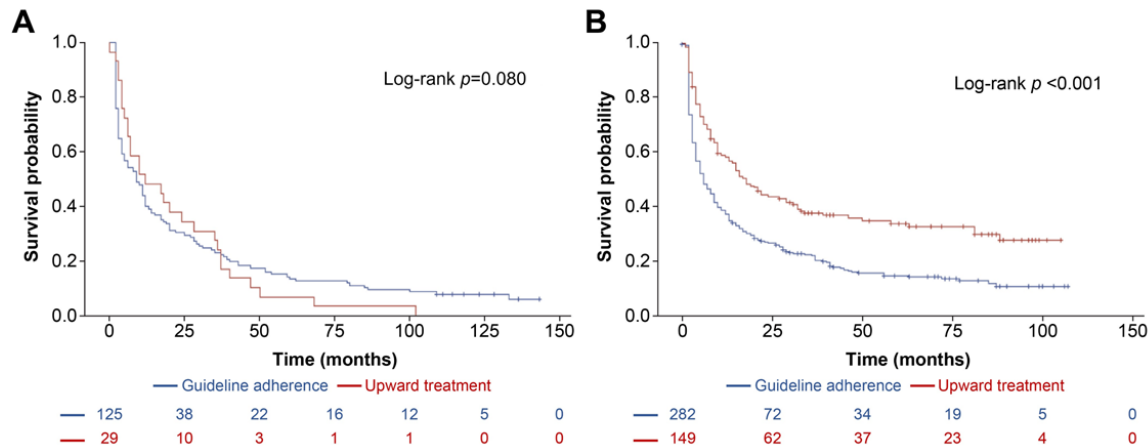 A
1.0
0.8
0.6
0.4
0.2
0.0
Survival probability
Log-rank p=0.080
0 25 50 75 100 125 150
Time (months)
Guideline adherence Upward treatment
125 38 22 16 12 5 0
29 10 3 1 1 0 0
B
1.0
0.8
0.6
0.4
0.2
0.0
Survival probability
Log-rank p <0.001
0 25 50 75 100 150
Time (months)
Guideline adherence Upward treatment
282 72 34 19 5 0
149 62 37 23 4 0